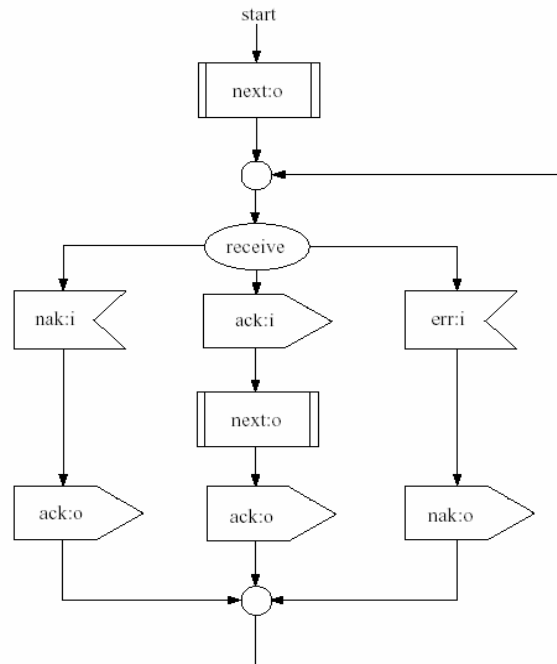 start
next:o
receive
nak:i
ack:i
err:i
next:o
ack:o
ack:o
nak:o